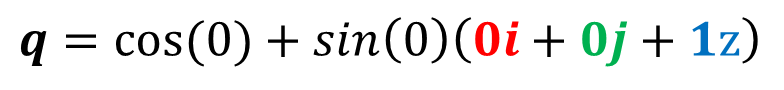 q = cos(0) + sin(0)(0i + 0j + 1z)